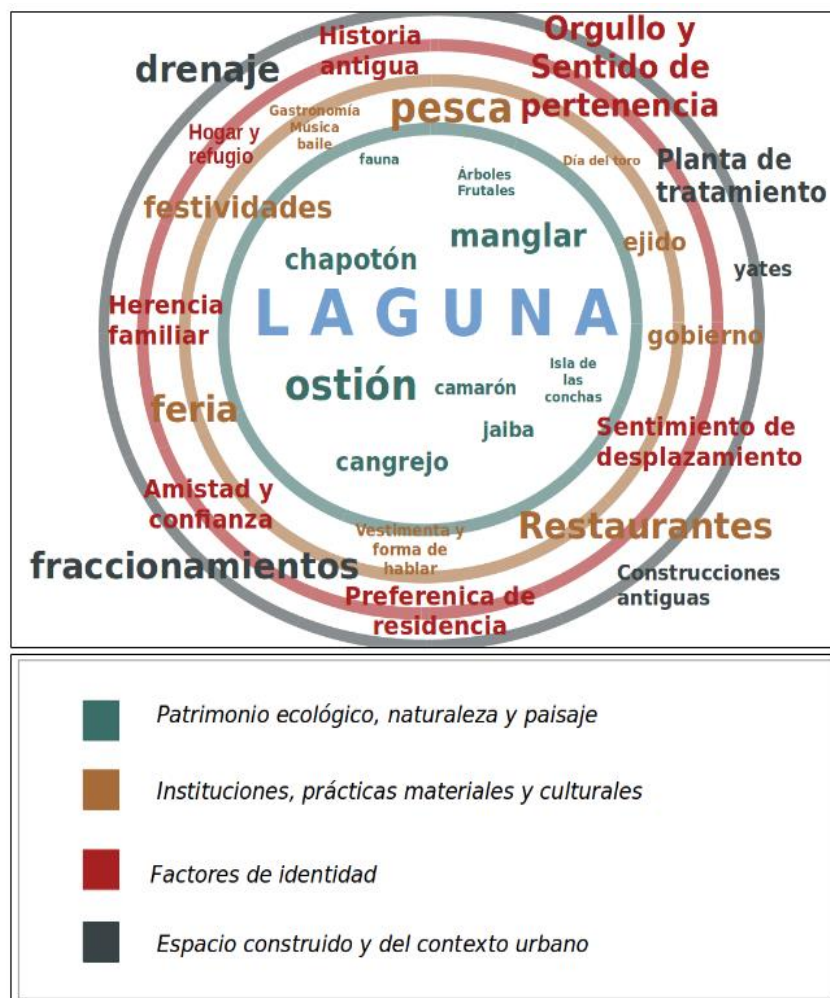 Historia
antigua
Orgullo y
Sentido de
pertenencia
drenaje
Gastronomía
Música
baile
pesca
Hogar y
refugio
fauna
Árboles
Frutales
Día del toro
Planta de
tratamiento
festividades
manglar
ejido
chapotón
yates
Herencia
familiar
LAGUNA
gobierno
ostión
camarón
Isla de
las
conchas
feria
jaiba
Sentimiento de
desplazamiento
cangrejo
Amistad y
confianza
Vestimenta y
forma de
hablar
Restaurantes
fraccionamientos
Construcciones
antiguas
Preferenica de
residencia
Patrimonio ecológico, naturaleza y paisaje
Instituciones, prácticas materiales y culturales
Factores de identidad
Espacio construido y del contexto urbano